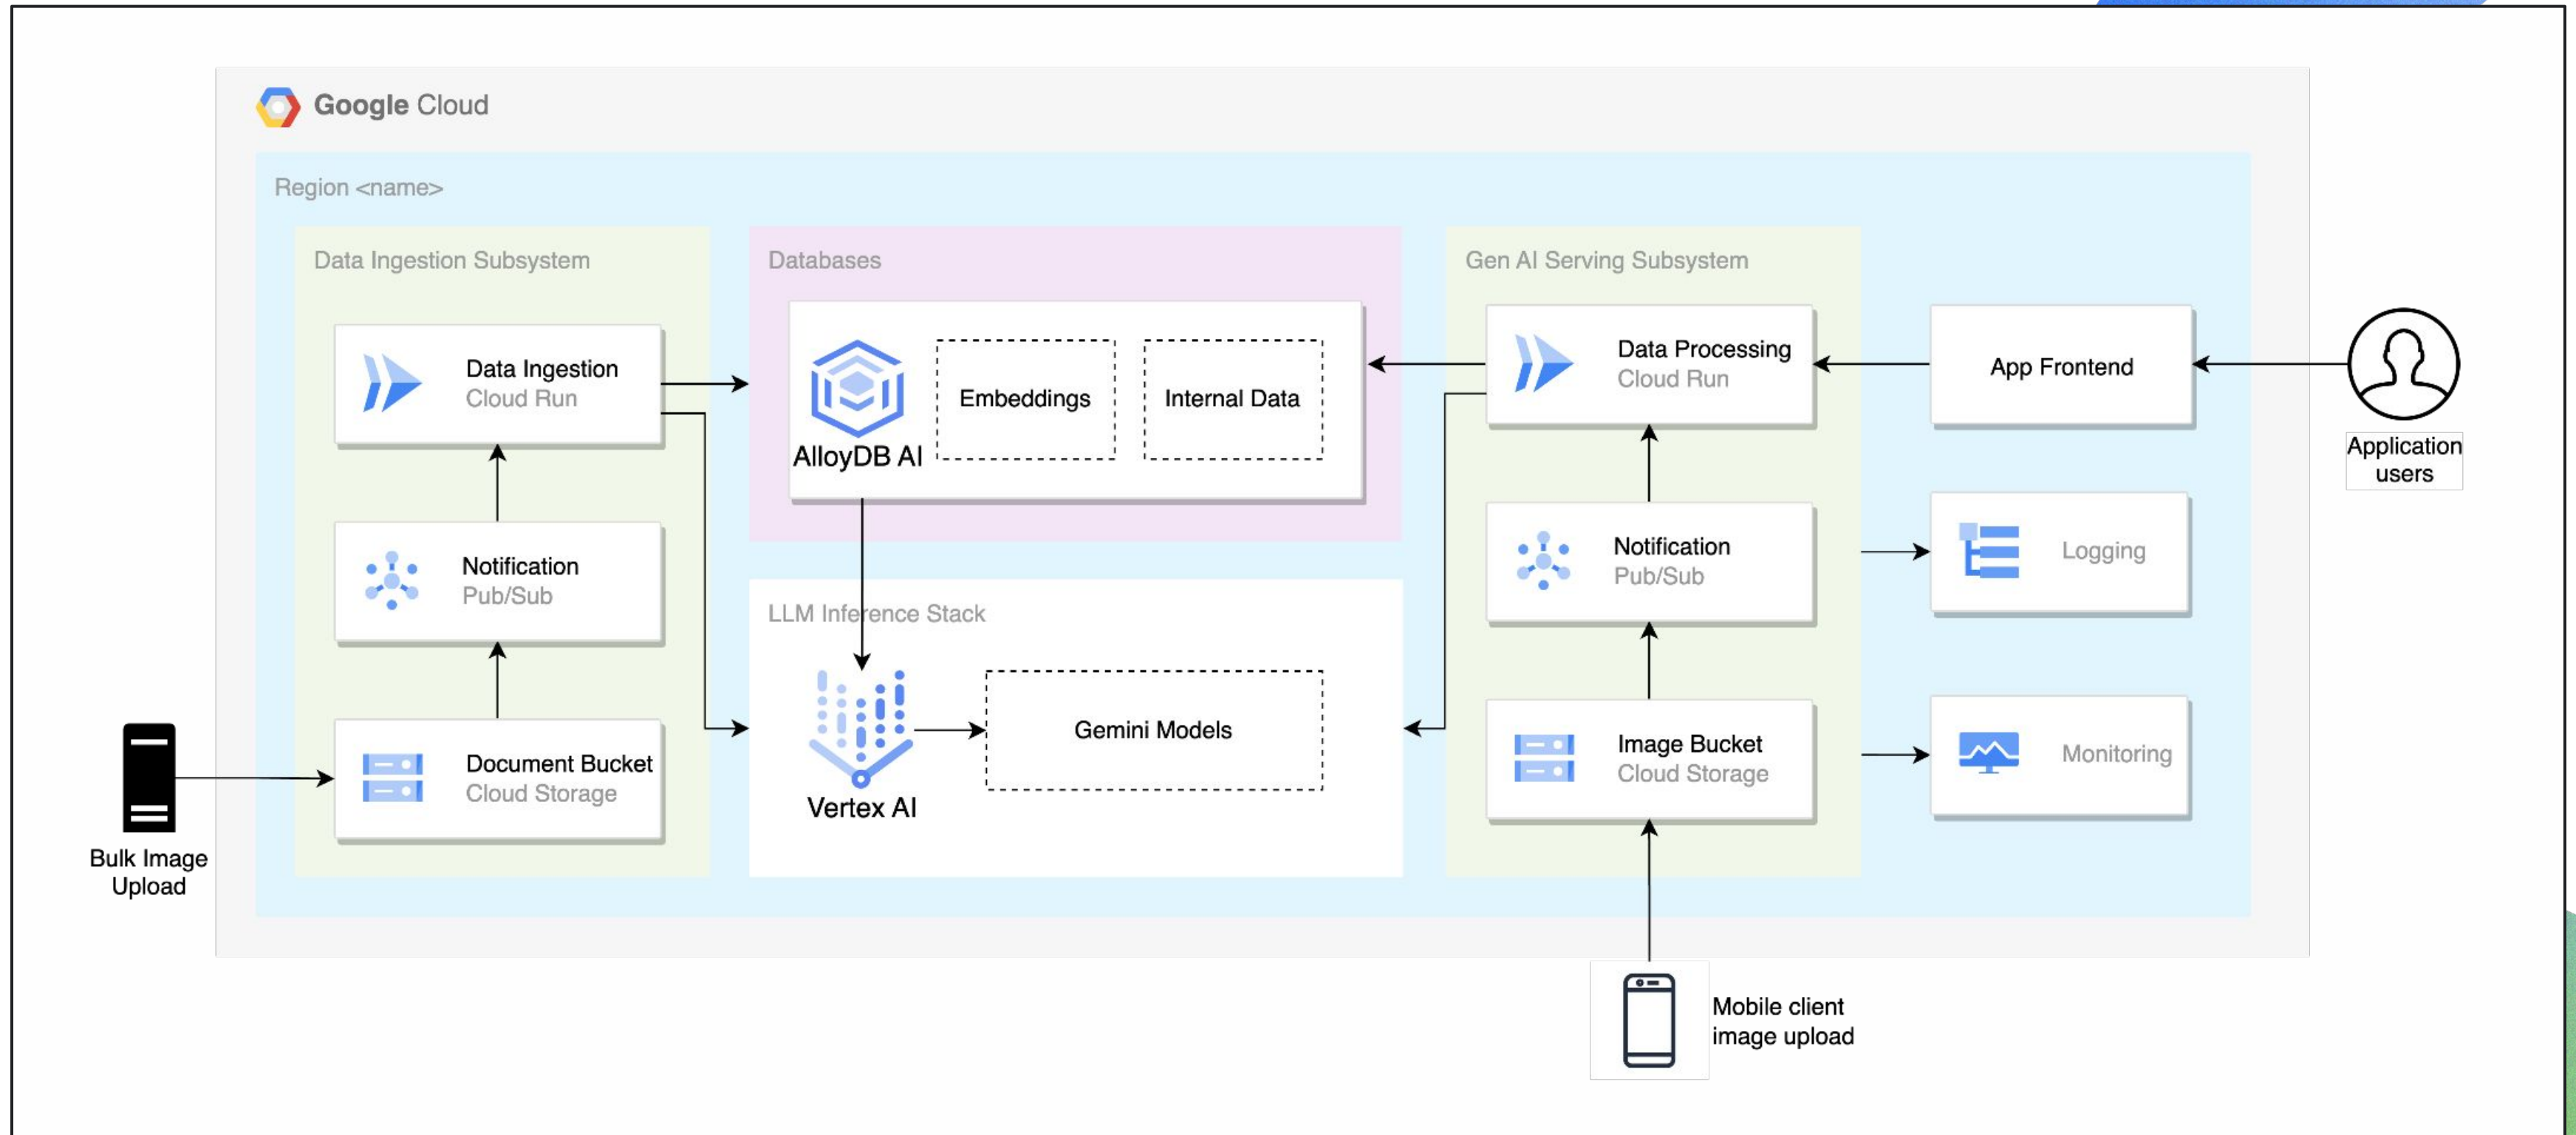 Google Cloud
Region <name>
Data Ingestion Subsystem
Data Ingestion
Cloud Run
Notification
Pub/Sub
Document Bucket
Cloud Storage
Bulk Image
Upload
Databases
AlloyDB AI
Embeddings
Internal Data
LLM Inference Stack
Vertex AI
Gemini Models
Gen AI Serving Subsystem
Data Processing
Cloud Run
Notification
Pub/Sub
Image Bucket
Cloud Storage
Mobile client
image upload
App Frontend
Logging
Monitoring
Application
users